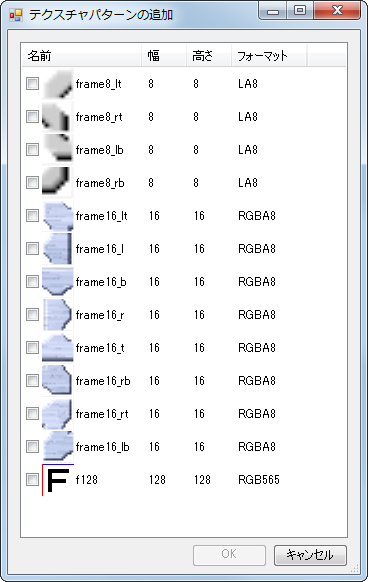 テクスチャパターンの追加
名前 幅 高さ フォーマット
frame8_lt 8 8 LA8
frame8_rt 8 8 LA8
frame8_lb 8 8 LA8
frame8_rb 8 8 LA8
frame16_lt 16 16 RGBA8
frame16_l 16 16 RGBA8
frame16_b 16 16 RGBA8
frame16_r 16 16 RGBA8
frame16_t 16 16 RGBA8
frame16_rb 16 16 RGBA8
frame16_rt 16 16 RGBA8
frame16_lb 16 16 RGBA8
F f128 128 128 RGB565
OK キャンセル